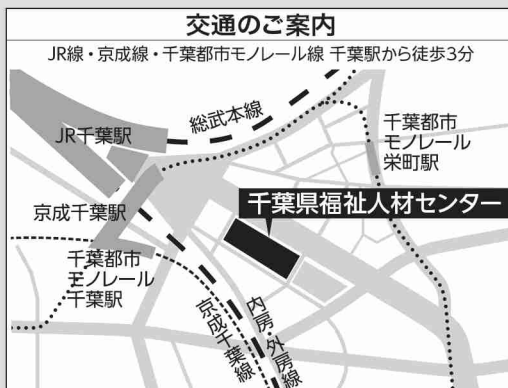 交通のご案内
JR線・京成線・千葉都市モノレール線 千葉駅から徒歩3分
総武本線
JR千葉駅
千葉都市
モノレール
栄町駅
京成千葉駅
千葉県福祉人材センター
千葉都市
モノレール
千葉駅
京成千葉線
内房・外房線